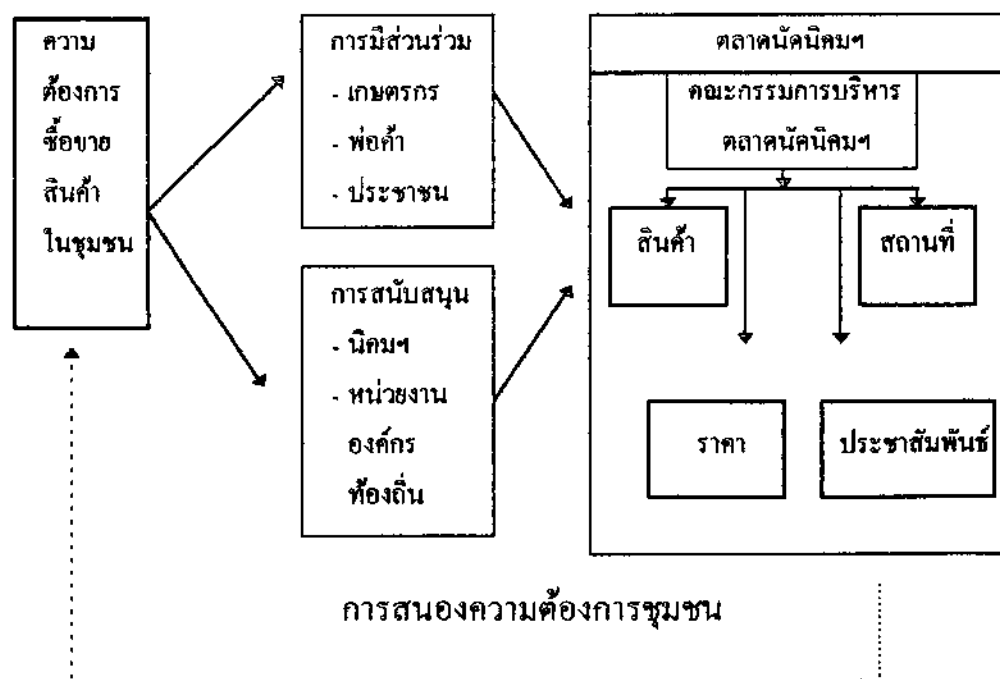 ความ
ต้องการ
ซื้อขาย
สินค้า
ในชุมชน
การมีส่วนร่วม
- เกษตรกร
- พ่อค้า
- ประชาชน
การสนับสนุน
- นิคมฯ
- หน่วยงาน
องค์กร
ท้องถิ่น
ตลาดนัดนิคมฯ
คณะกรรมการบริหาร
ตลาดนัดนิคมฯ
สินค้า
สถานที่
ราคา
ประชาสัมพันธ์
การสนองความต้องการชุมชน